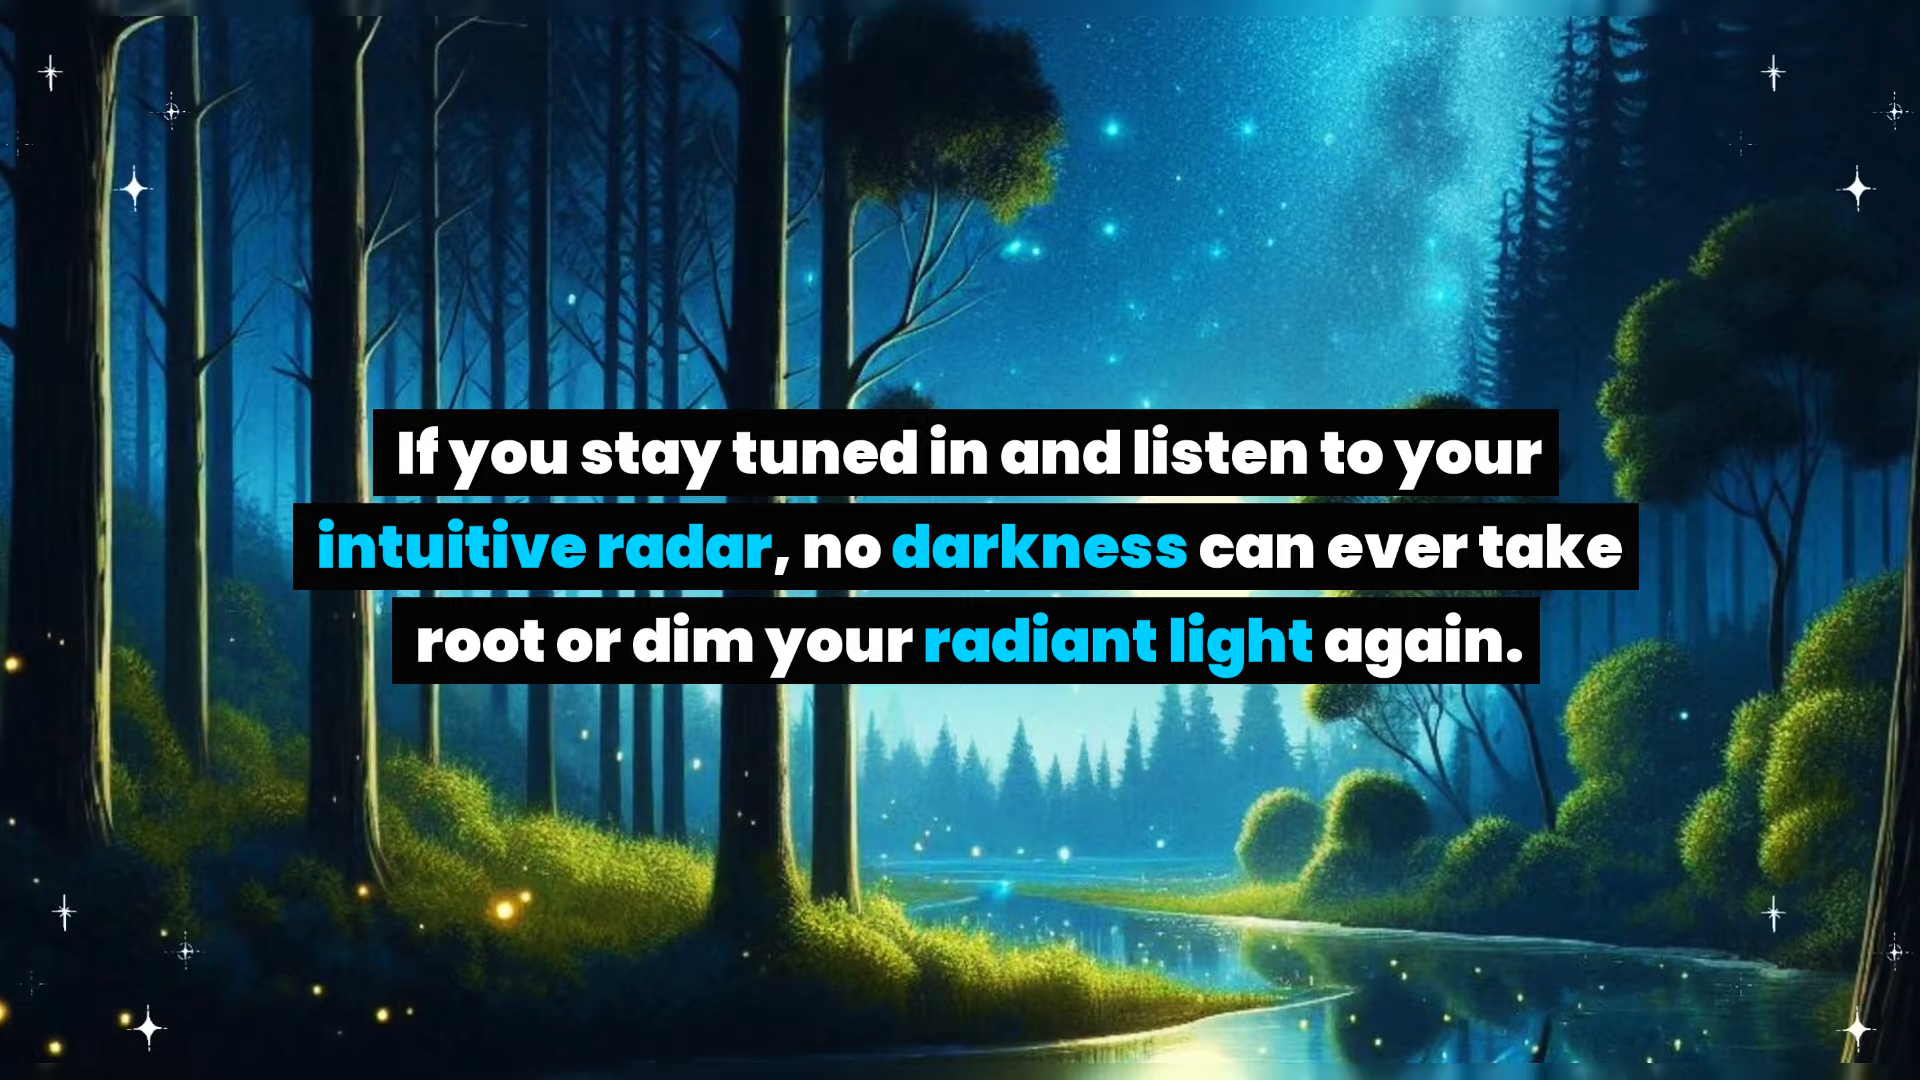 If you stay tuned in and listen to your
intuitive radar, no darkness can ever take
root or dim your radiant light again.